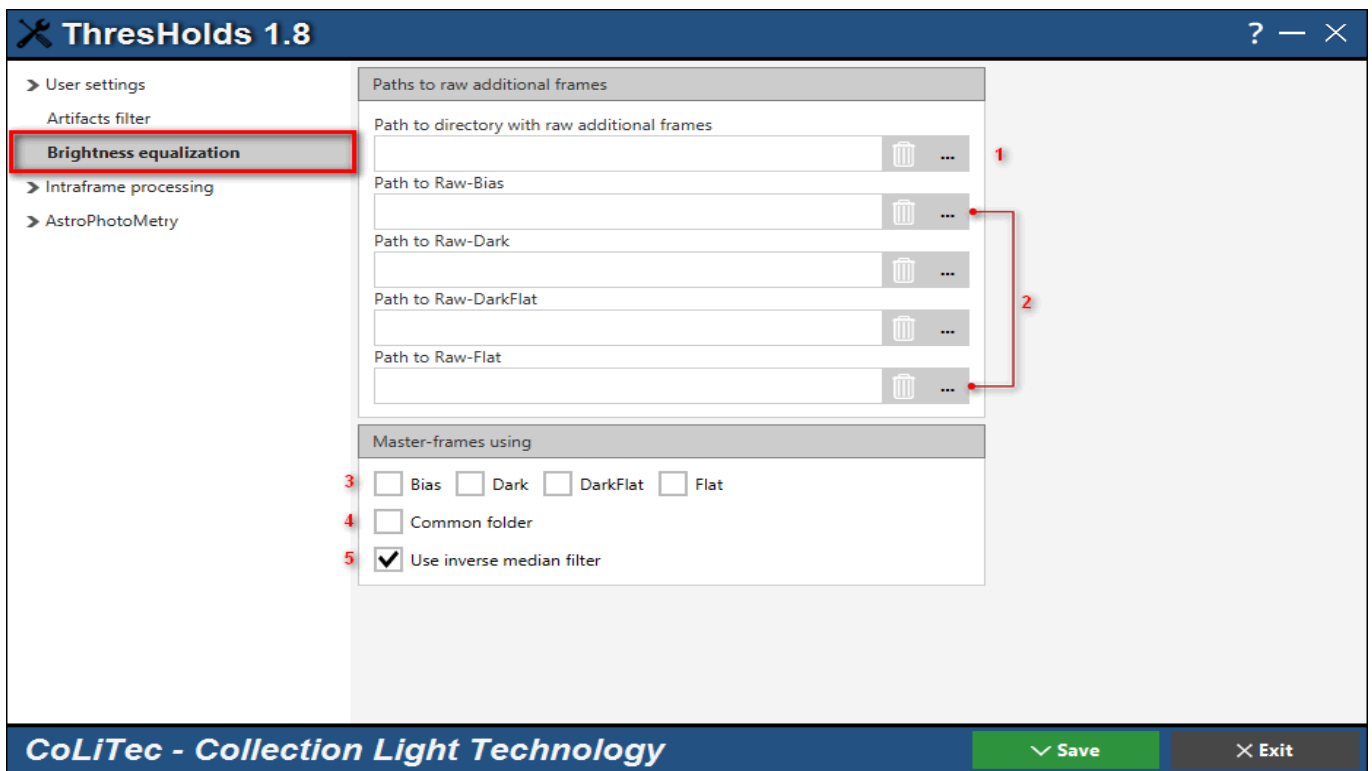 ThresHolds 1.8
? — ×
User settings
Artifacts filter
Brightness equalization
Intraframe processing
AstroPhotoMetry
Paths to raw additional frames
Path to directory with raw additional frames
... 1
Path to Raw-Bias
...
Path to Raw-Dark
...
2
Path to Raw-DarkFlat
...
Path to Raw-Flat
...
Master-frames using
3 Bias Dark DarkFlat Flat
4 Common folder
5 Use inverse median filter
CoLiTec - Collection Light Technology
Save
Exit